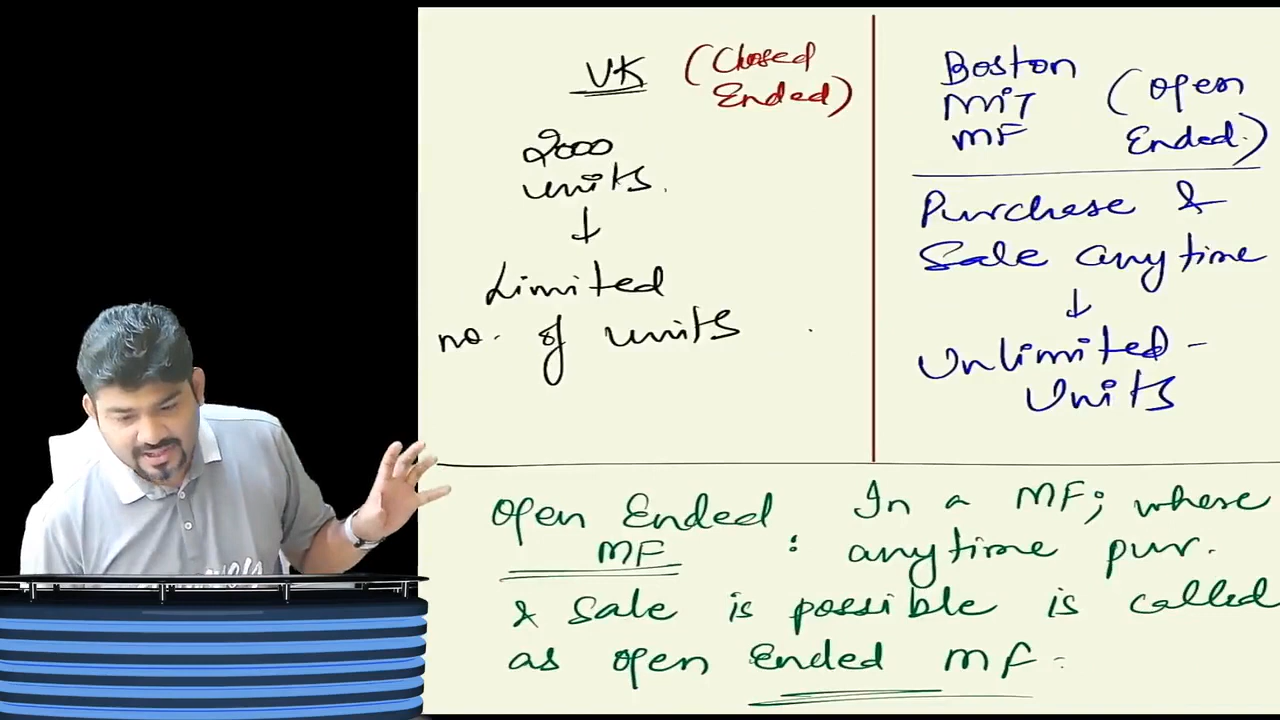 VK (Closed
Ended)
2000
units.
↓
Limited
no. of units
Boston
MIT
MF (open
Ended.)
Purchase &
Sale anytime
↓
Unlimited -
Units
Open Ended : In a MF; where
MF anytime pur.
& Sale is possible is called
as open Ended MF -